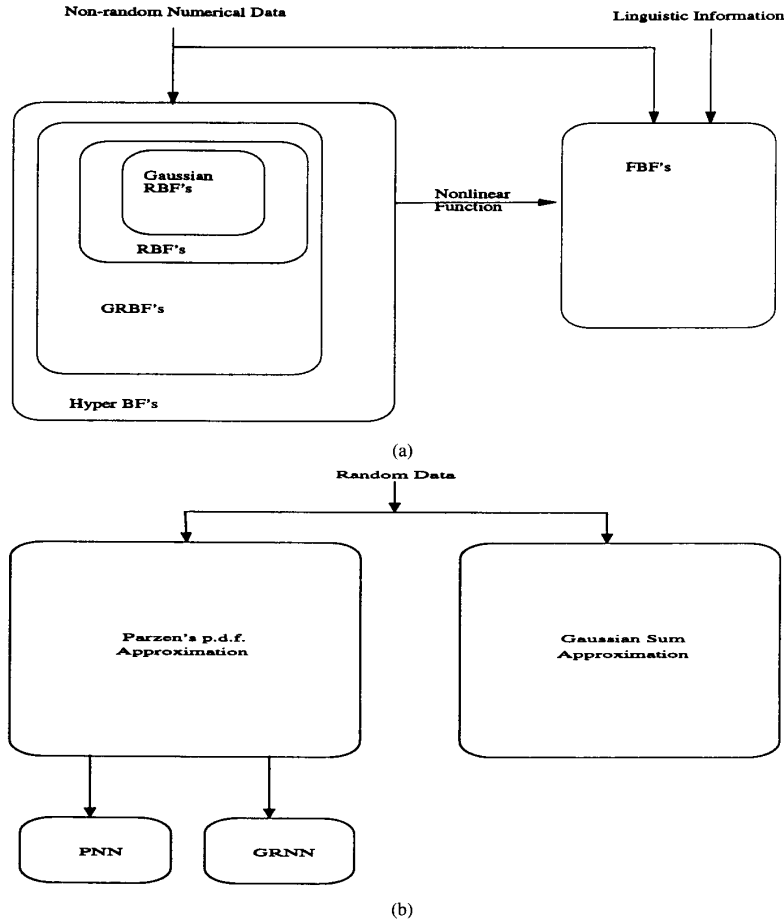 Non-random Numerical Data
Linguistic Information
Gaussian
RBF's
RBF's
GRBF's
Hyper BF's
Nonlinear
Function
FBF's
(a)
Random Data
Parzen's p.d.f.
Approximation
Gaussian Sum
Approximation
PNN
GRNN
(b)